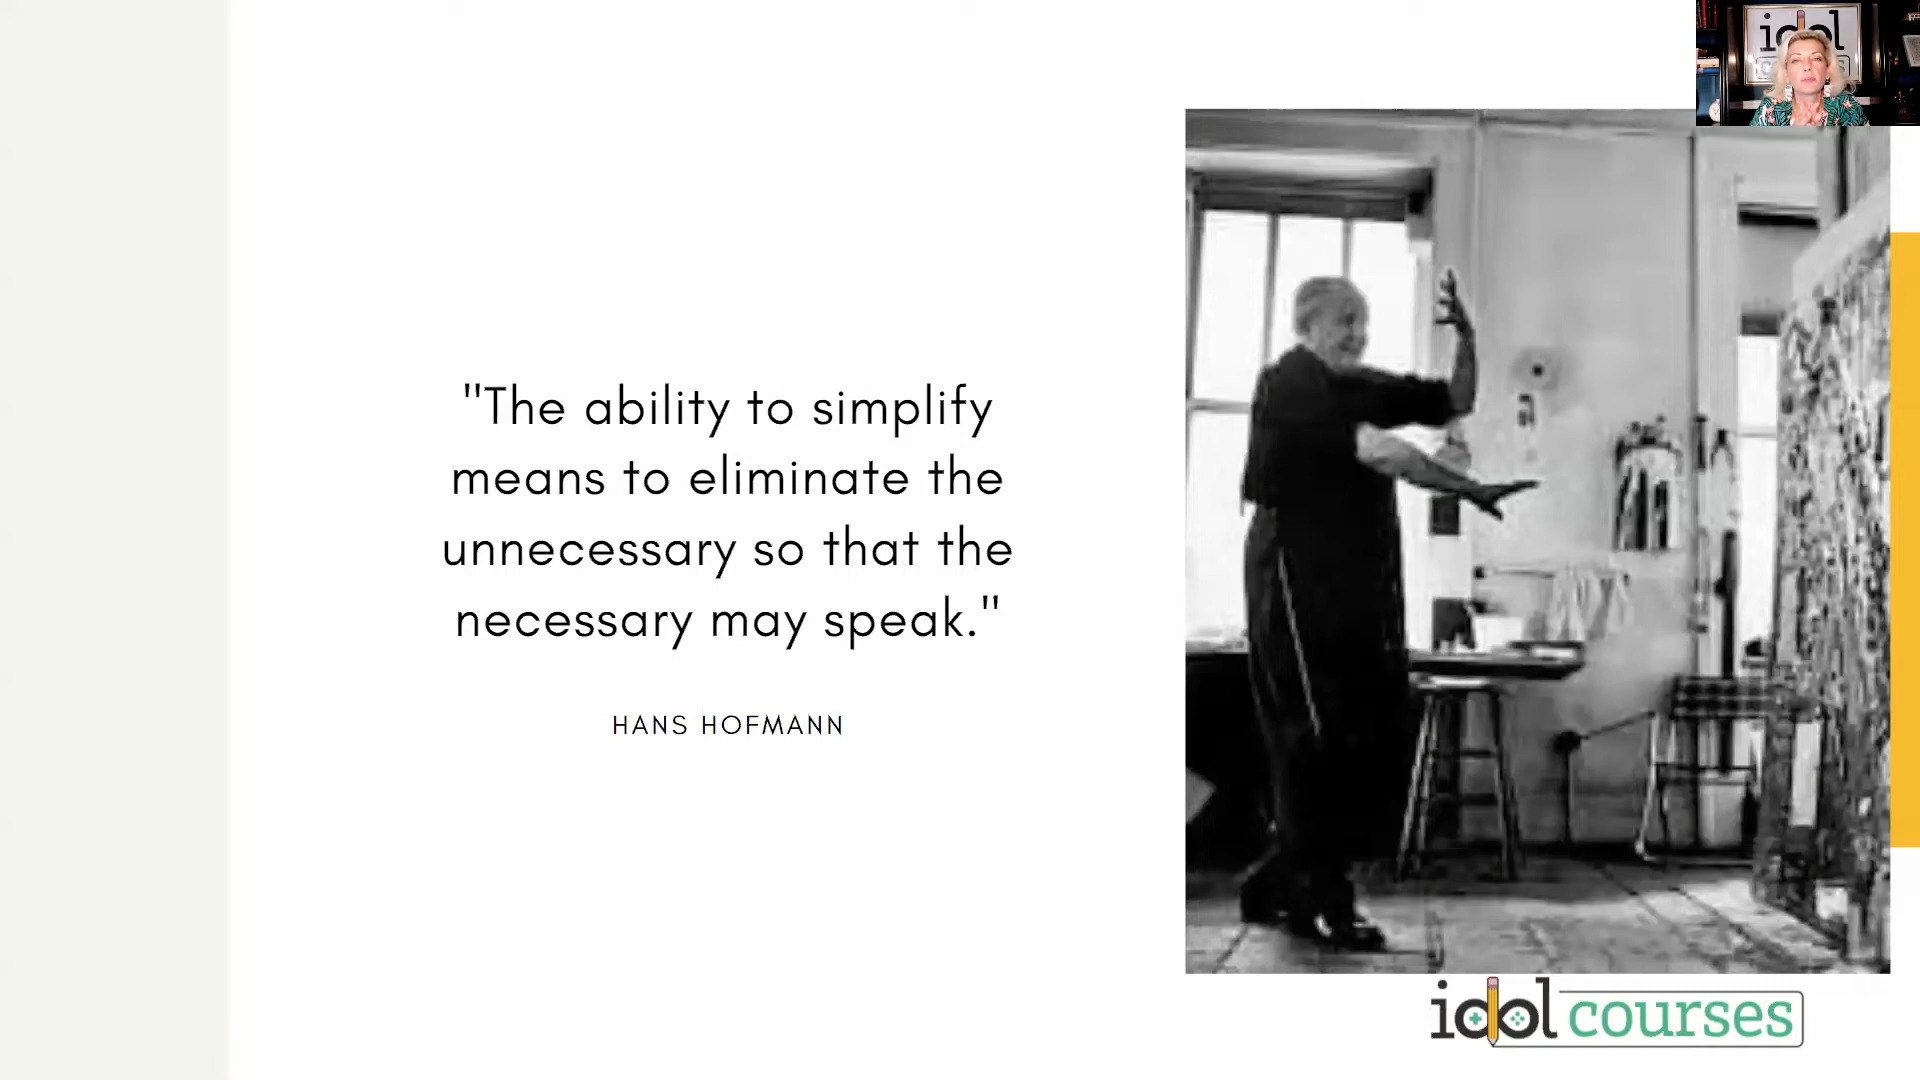 idol
"The ability to simplify
means to eliminate the
unnecessary so that the
necessary may speak."
HANS HOFMANN
idol courses